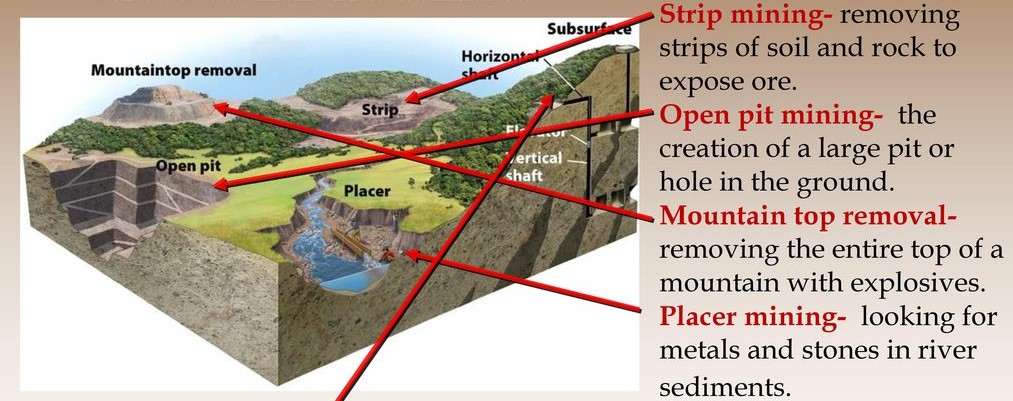 Subsurface
Horizontal
shaft
Mountaintop removal
Strip
Elevator
Vertical
shaft
Open pit
Placer
Strip mining- removing
strips of soil and rock to
expose ore.
Open pit mining-  the
creation of a large pit or
hole in the ground.
Mountain top removal-
removing the entire top of a
mountain with explosives.
Placer mining-  looking for
metals and stones in river
sediments.